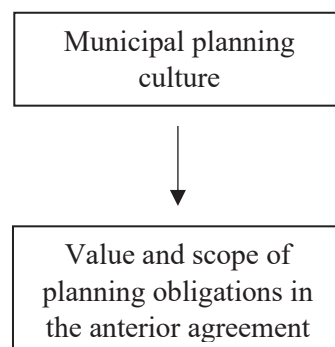 Municipal planning
culture
Value and scope of
planning obligations in
the anterior agreement